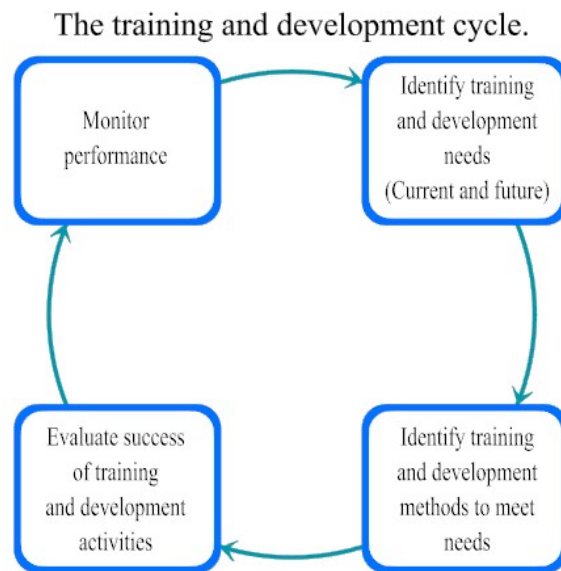 The training and development cycle.
Monitor
performance
Identify training
and development
needs
(Current and future)
Evaluate success
of training
and development
activities
Identify training
and development
methods to meet
needs